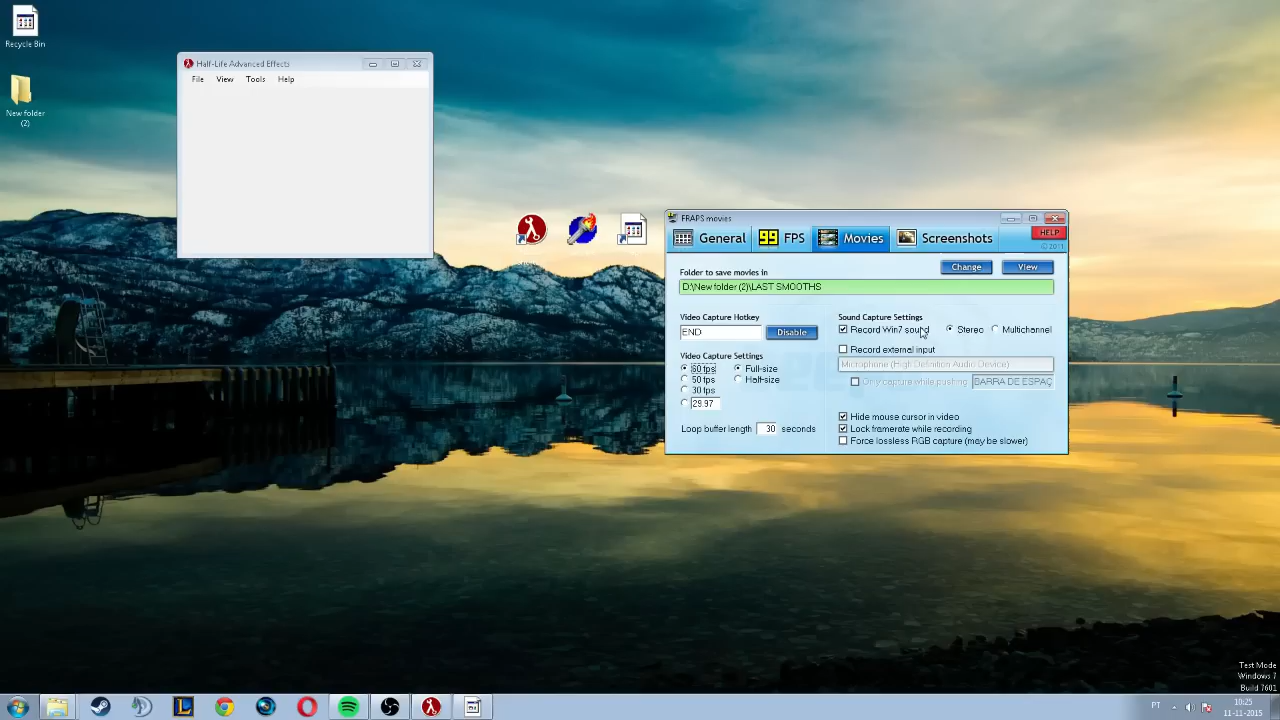 Recycle Bin
New folder
(2)
Half-Life Advanced Effects
File View Tools Help
FRAPS movies
General 99 FPS Movies Screenshots
HELP
© 2011
Folder to save movies in
Change View
D:\New folder (2)\LAST SMOOTHS
Video Capture Hotkey
END
Disable
Video Capture Settings
60 fps
50 fps
30 fps
29.97
Full-size
Half-size
Loop buffer length 30 seconds
Sound Capture Settings
Record Win7 sound Stereo Multichannel
Record external input
Microphone (High Definition Audio Device)
Only capture while pushing BARRA DE ESPAÇ
Hide mouse cursor in video
Lock framerate while recording
Force lossless RGB capture (may be slower)
Test Mode
Windows 7
Build 7601
PT
10:25
11-11-2015